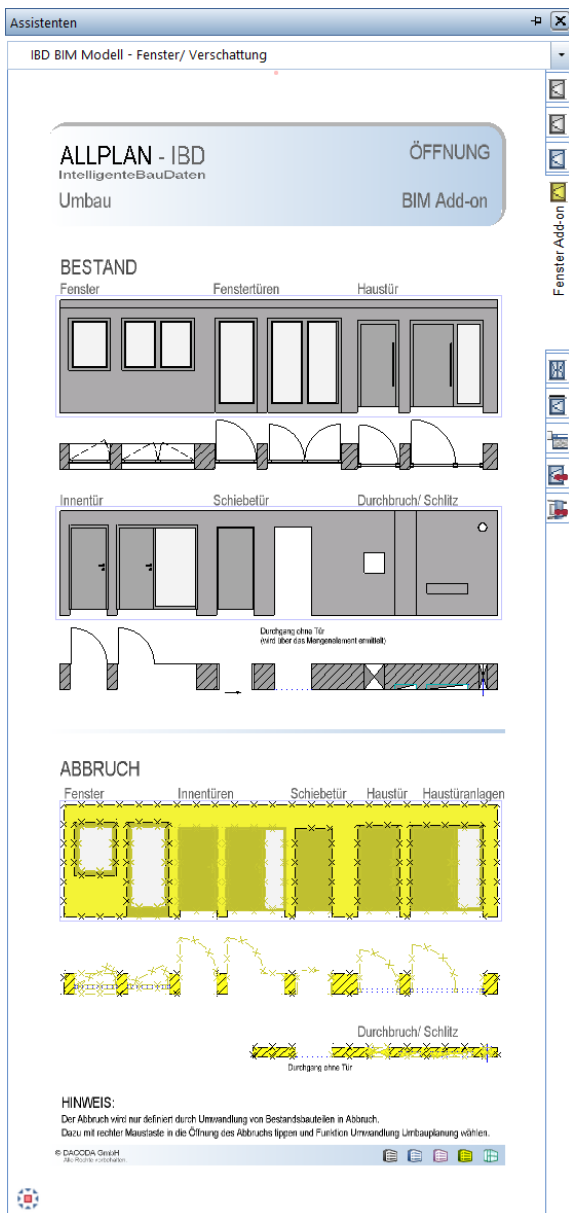 Assistenten
IBD BIM Modell - Fenster/ Verschattung
ALLPLAN - IBD
IntelligenteBauDaten
ÖFFNUNG
Umbau
BIM Add-on
Fenster Add-on
BESTAND
Fenster
Fenstertüren
Haustür
Innentür
Schiebetür
Durchbruch/ Schlitz
Durchgang ohne Tür
(wird über das Mengenelement ermittelt)
ABBRUCH
Fenster
Innentüren
Schiebetür
Haustür
Haustüranlagen
Durchbruch/ Schlitz
Durchgang ohne Tür
HINWEIS:
Der Abbruch wird nur definiert durch Umwandlung von Bestandsbauteilen in Abbruch.
Dazu mit rechter Maustaste in die Öffnung des Abbruchs tippen und Funktion Umwandlung Umbauplanung wählen.
© DACODA GmbH
Alle Rechte vorbehalten